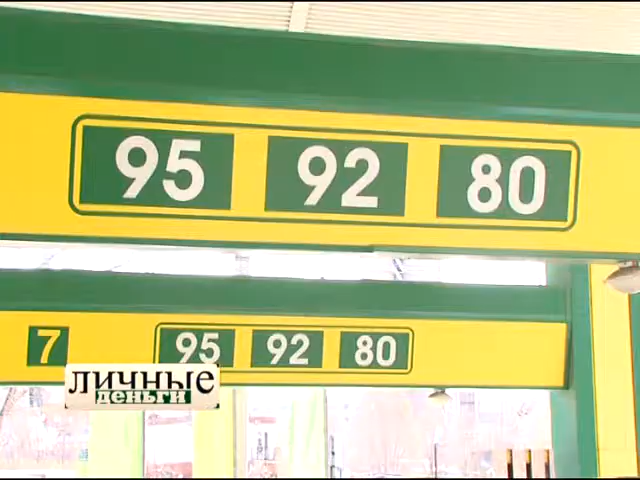 95 92 80
7 95 92 80
личные
деньги